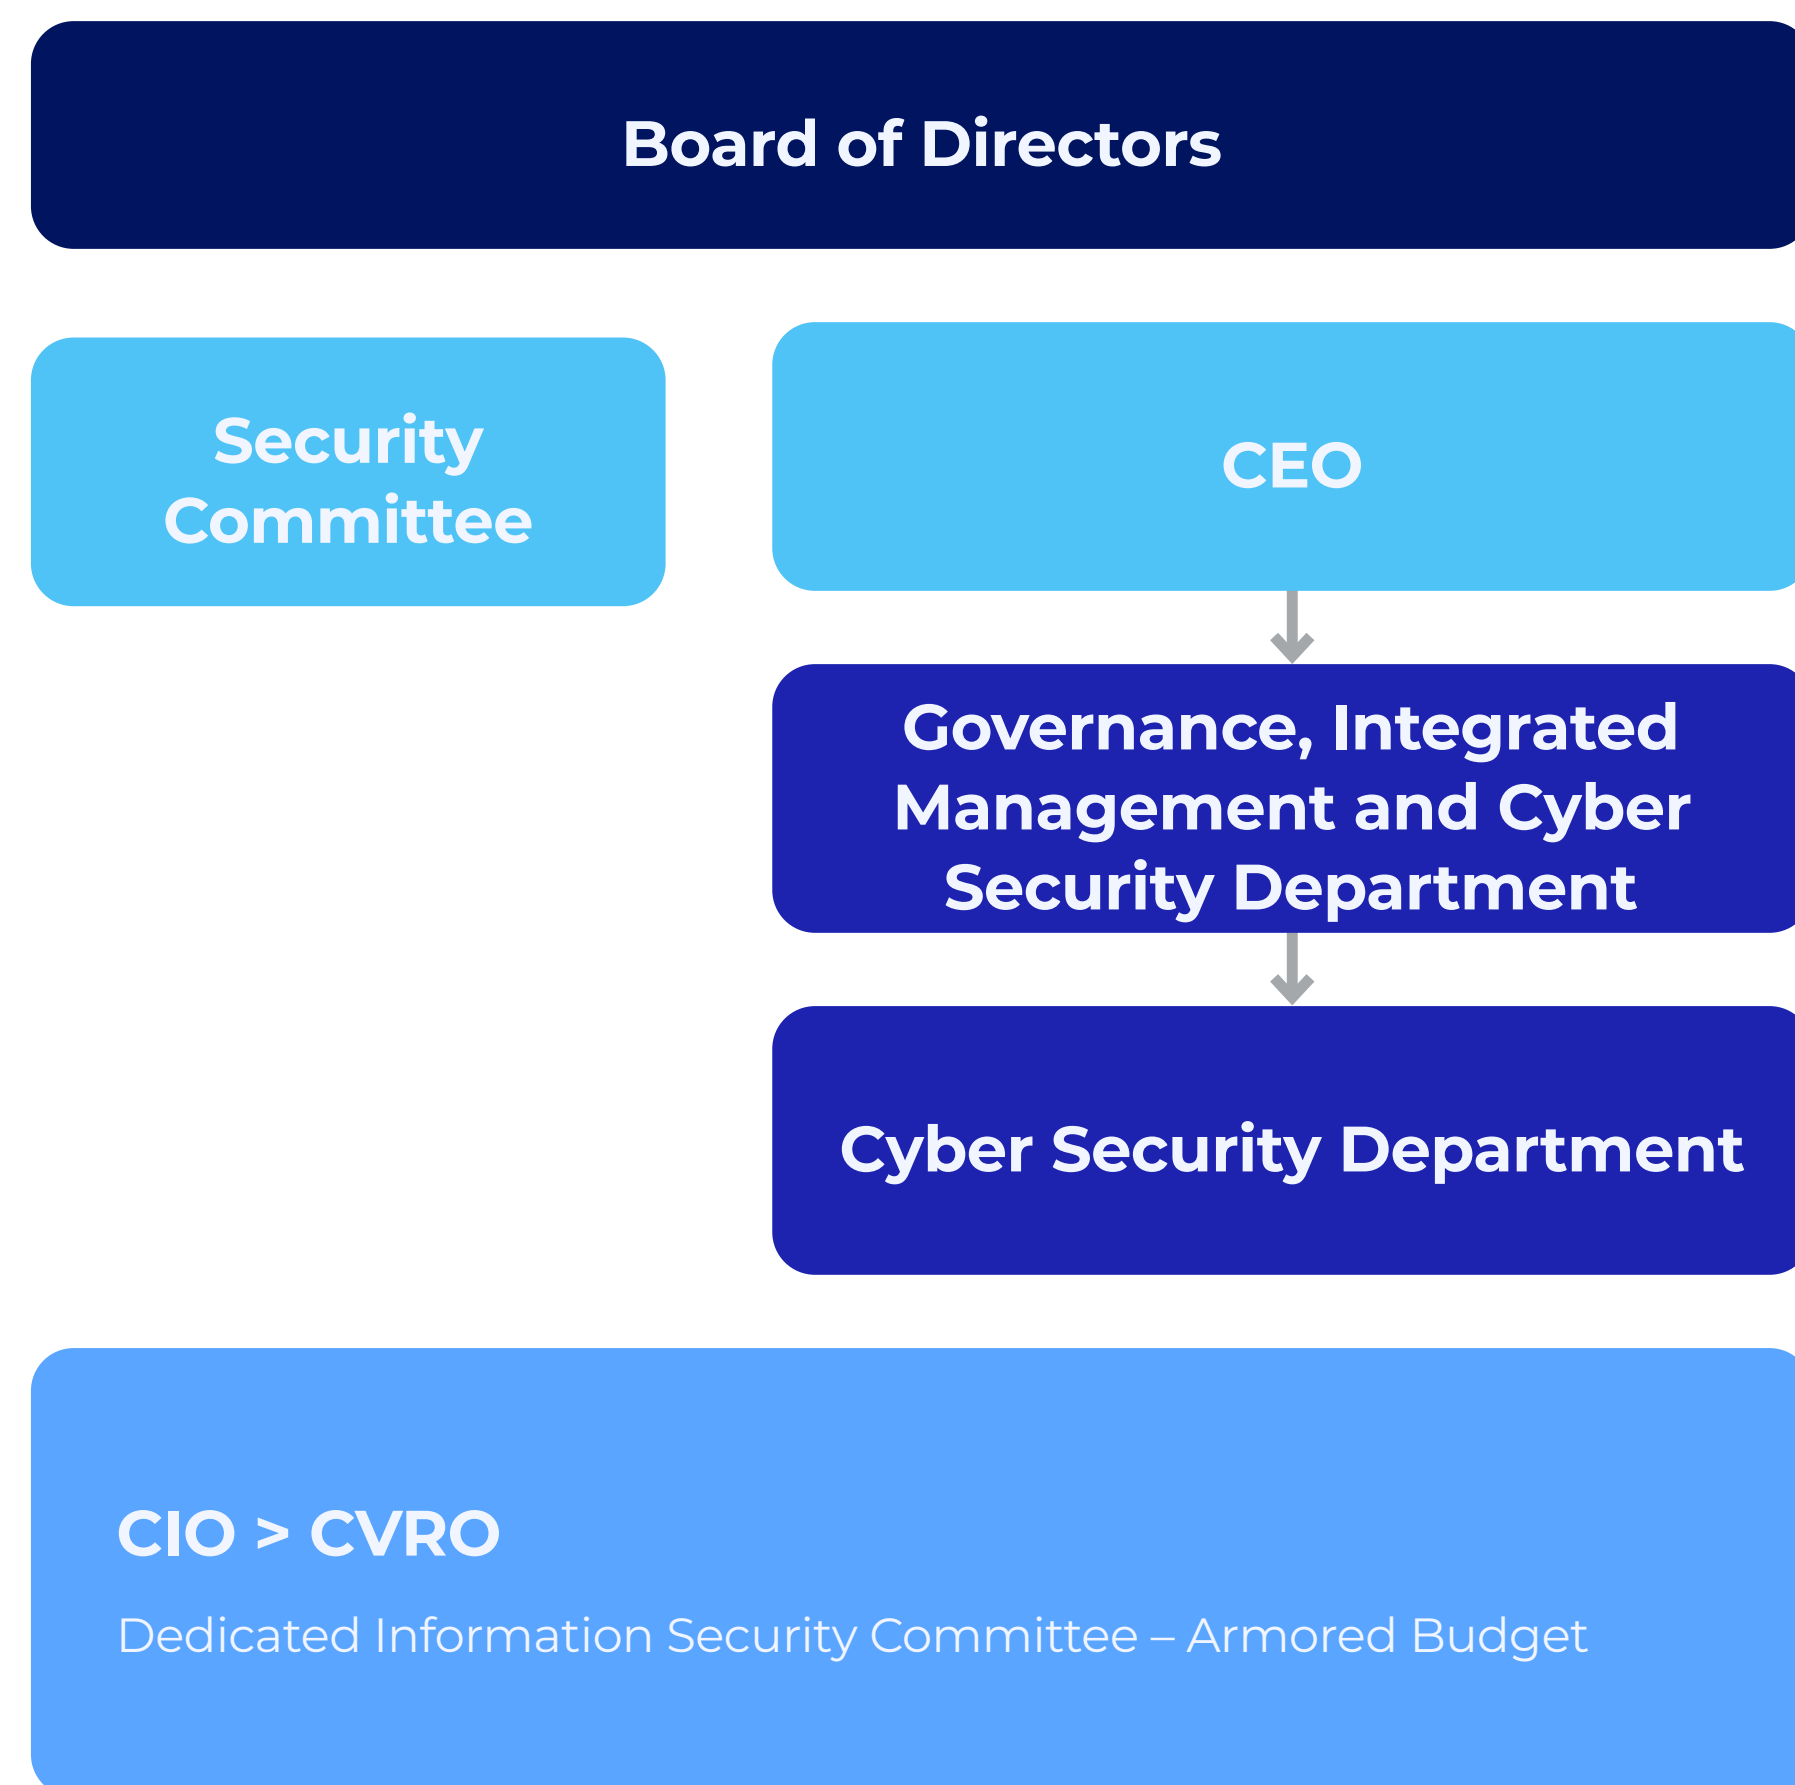 Board of Directors
Security
Committee
CEO
Governance, Integrated
Management and Cyber
Security Department
Cyber Security Department
CIO > CVRO
Dedicated Information Security Committee – Armored Budget